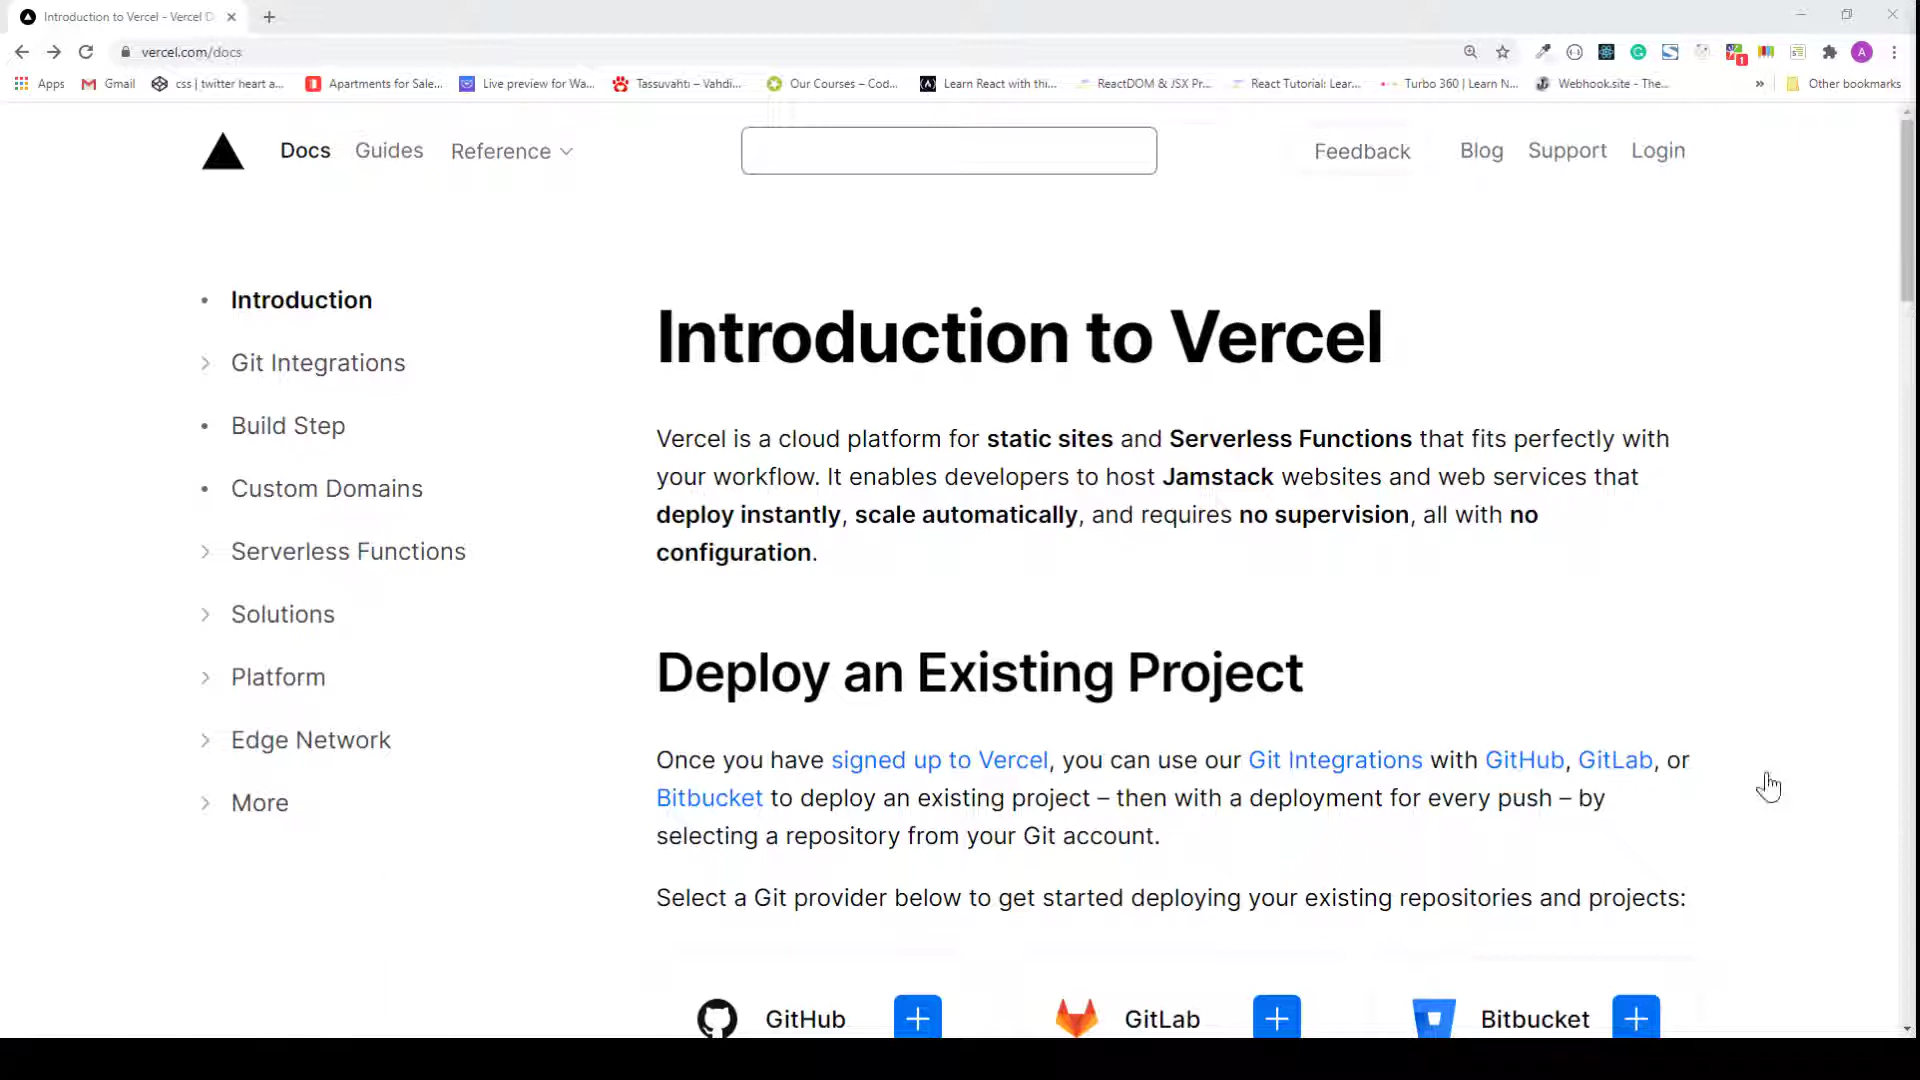 Introduction to Vercel - Vercel D
vercel.com/docs
Apps
Gmail
css | twitter heart a...
Apartments for Sale...
Live preview for Wa...
Tassuvahti – Vahdi...
Our Courses – Cod...
Learn React with thi...
ReactDOM & JSX Pr...
React Tutorial: Lear...
Turbo 360 | Learn N...
Webhook.site - The...
»
Other bookmarks
A
1
Docs
Guides
Reference
Feedback
Blog
Support
Login
Introduction
Git Integrations
Build Step
Custom Domains
Serverless Functions
Solutions
Platform
Edge Network
More
Introduction to Vercel
Vercel is a cloud platform for static sites and Serverless Functions that fits perfectly with
your workflow. It enables developers to host Jamstack websites and web services that
deploy instantly, scale automatically, and requires no supervision, all with no
configuration.
Deploy an Existing Project
Once you have signed up to Vercel, you can use our Git Integrations with GitHub, GitLab, or
Bitbucket to deploy an existing project – then with a deployment for every push – by
selecting a repository from your Git account.
Select a Git provider below to get started deploying your existing repositories and projects:
GitHub
GitLab
Bitbucket